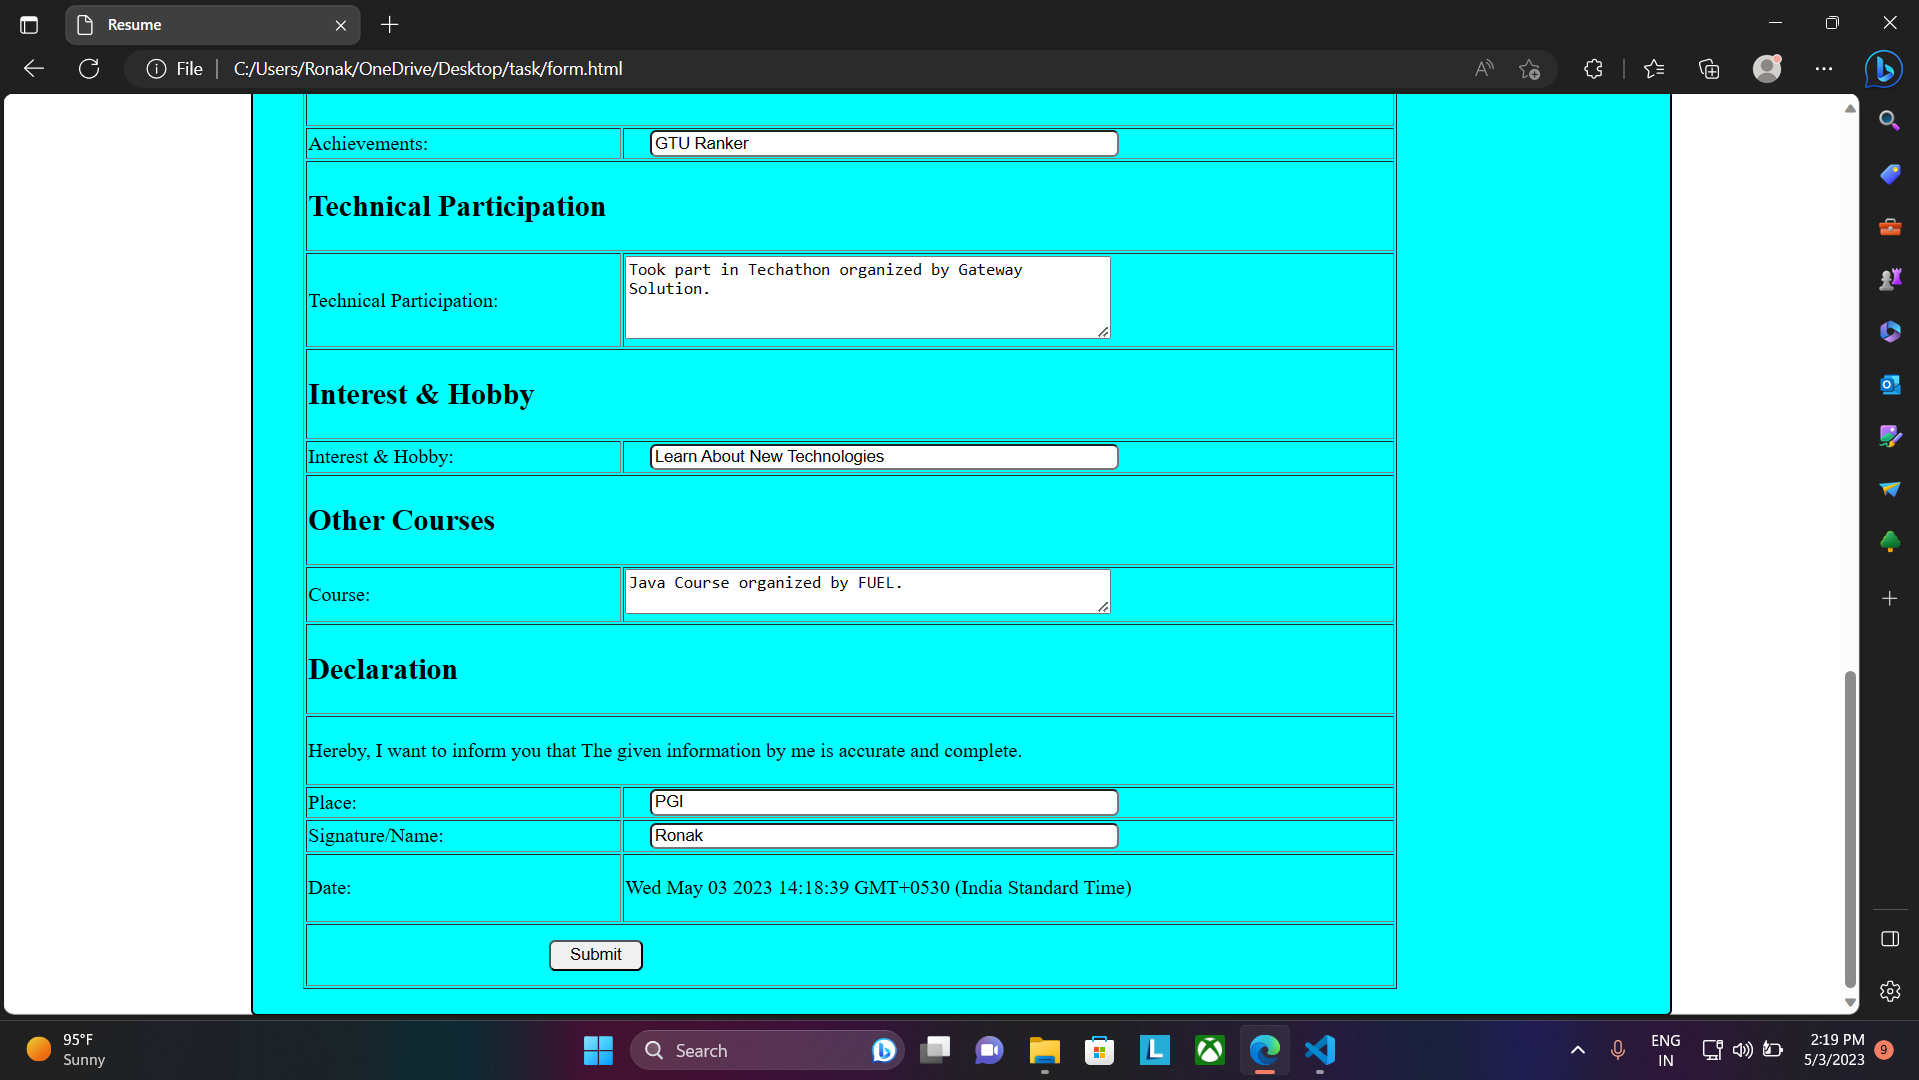 Resume
File
C:/Users/Ronak/OneDrive/Desktop/task/form.html
Achievements:
GTU Ranker
Technical Participation
Technical Participation:
Took part in Techathon organized by Gateway
Solution.
Interest & Hobby
Interest & Hobby:
Learn About New Technologies
Other Courses
Course:
Java Course organized by FUEL.
Declaration
Hereby, I want to inform you that The given information by me is accurate and complete.
Place:
PGI
Signature/Name:
Ronak
Date:
Wed May 03 2023 14:18:39 GMT+0530 (India Standard Time)
Submit
95°F
Sunny
Search
ENG
IN
2:19 PM
5/3/2023
9